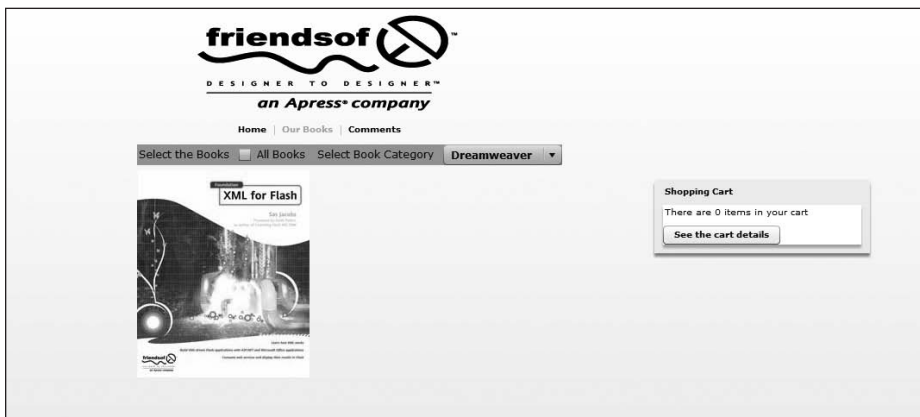 friendsof
DESIGNER TO DESIGNER™
an Apress® company
Home | Our Books | Comments
Select the Books All Books Select Book Category Dreamweaver
Foundation
XML for Flash
Sas Jacobs
Shopping Cart
There are 0 items in your cart
See the cart details
friendsof